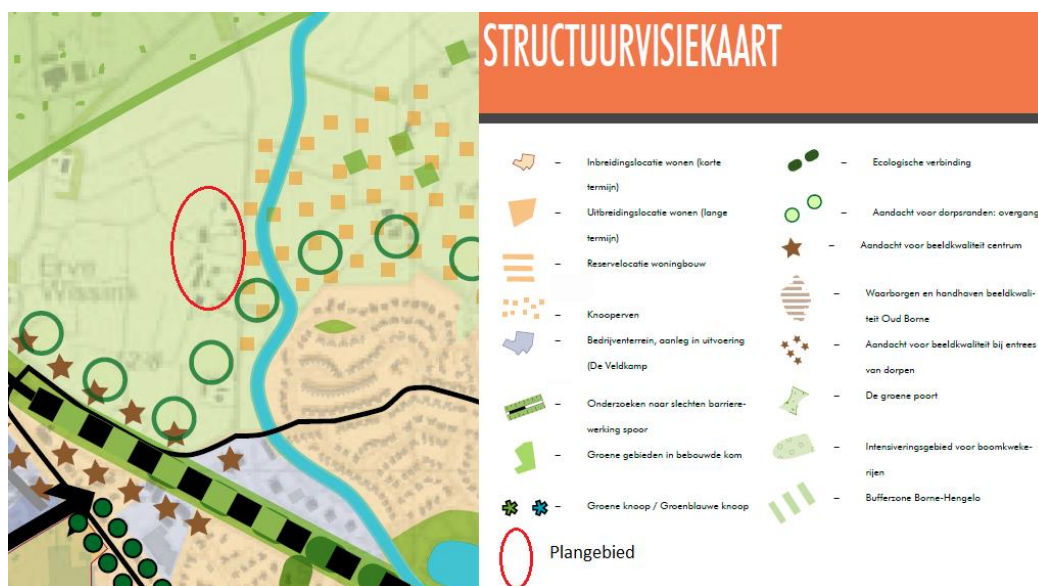 STRUCTUURVISIEKAART
– Inbreidingslocatie wonen (korte
termijn)
– Uitbreidingslocatie wonen (lange
termijn)
– Reservelocatie woningbouw
– Knooperven
– Bedrijventerrein, aanleg in uitvoering
(De Veldkamp
– Onderzoeken naar slechten barriere-
werking spoor
– Groene gebieden in bebouwde kom
– Groene knoop / Groenblauwe knoop
Plangebied
– Ecologische verbinding
– Aandacht voor dorpsranden: overgang
– Aandacht voor beeldkwaliteit centrum
– Waarborgen en handhaven beeldkwali-
teit Oud Borne
– Aandacht voor beeldkwaliteit bij entrees
van dorpen
– De groene poort
– Intensiveringsgebied voor boomkweke-
rijen
– Bufferzone Borne-Hengelo